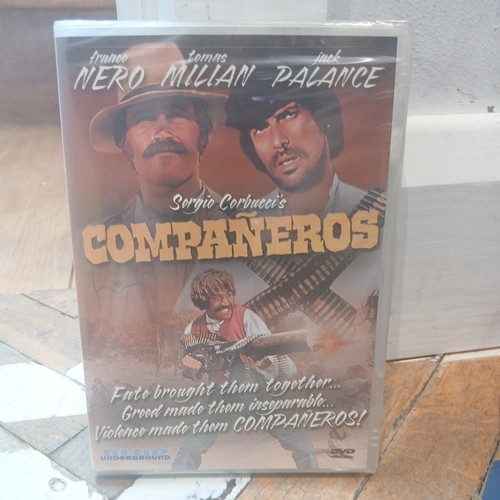 franco tomas jack
NERO MILIAN PALANCE
Sergio Corbucci's
COMPAÑEROS
Fate brought them together...
Greed made them inseparable...
Violence made them COMPAÑEROS!
BLUE
UNDERGROUND
DVD